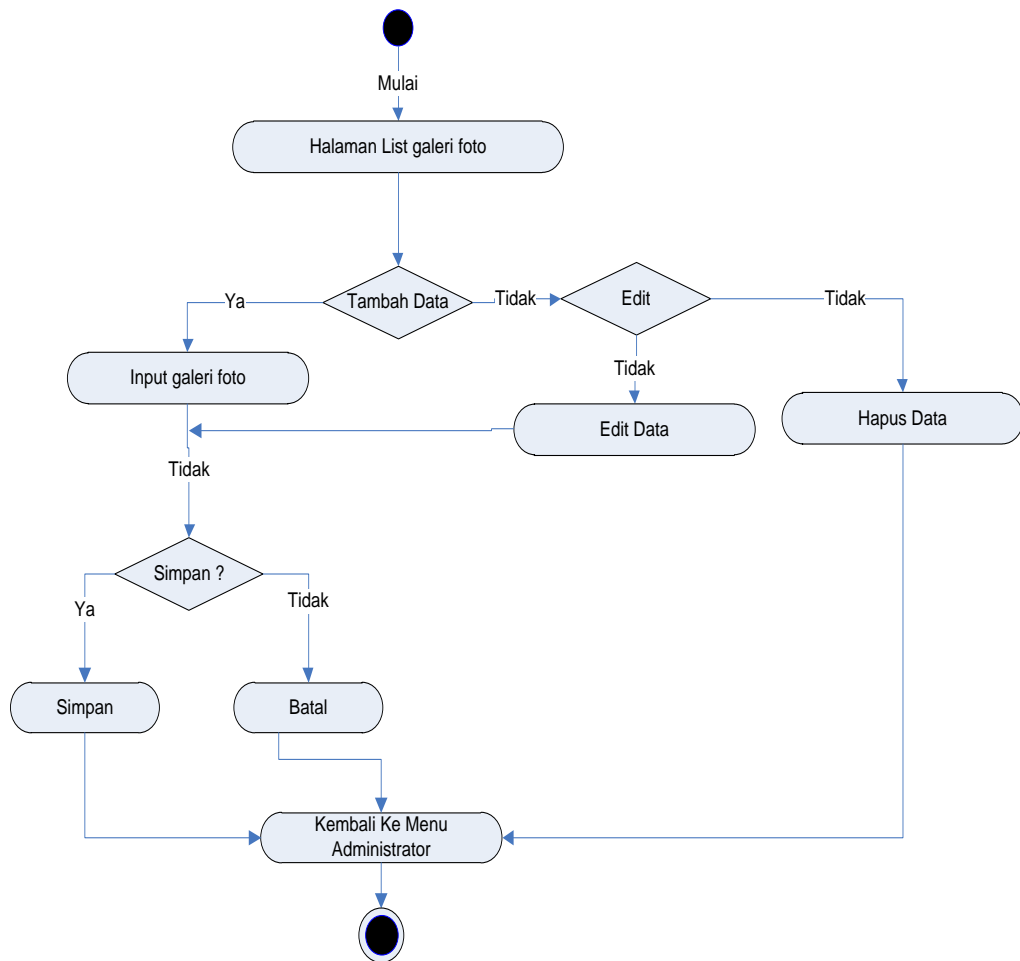 Mulai
Halaman List galeri foto
Tambah Data
Ya
Tidak
Edit
Tidak
Tidak
Input galeri foto
Edit Data
Hapus Data
Tidak
Simpan ?
Ya
Tidak
Simpan
Batal
Kembali Ke Menu
Administrator